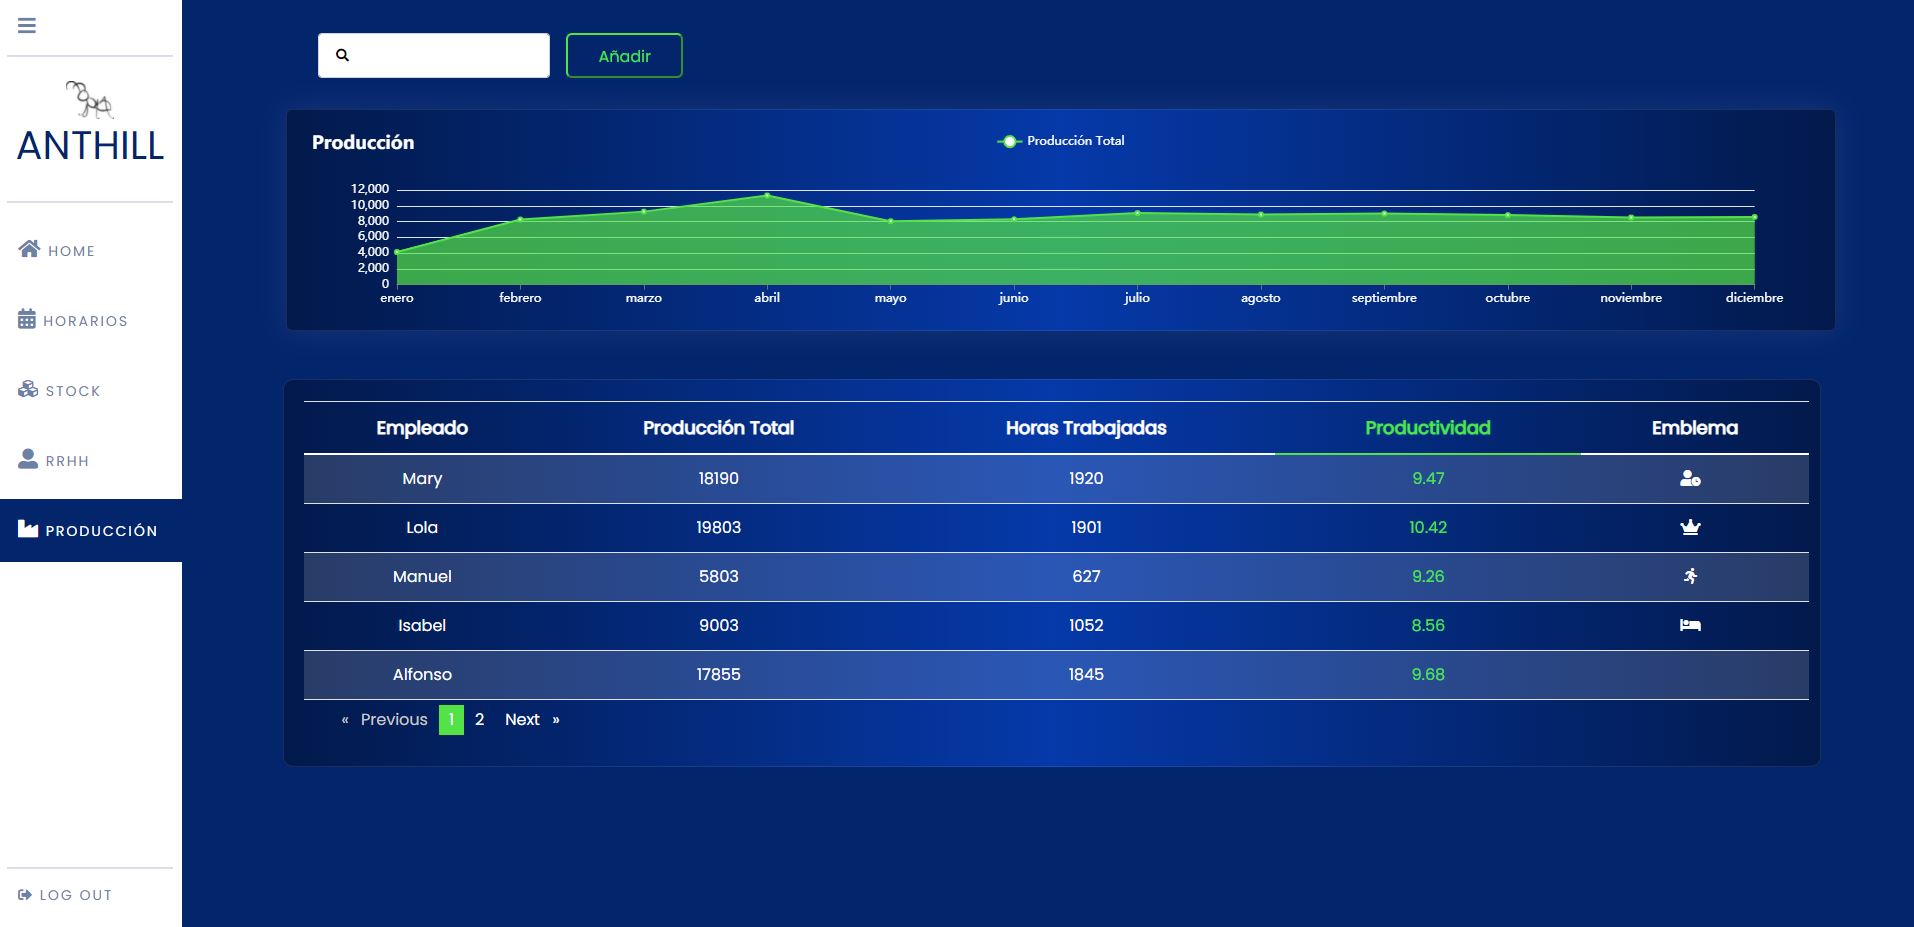 Añadir
ANTHILL
HOME
HORARIOS
STOCK
RRHH
PRODUCCIÓN
LOG OUT
Producción
Producción Total
12,000
10,000
8,000
6,000
4,000
2,000
0
enero febrero marzo abril mayo junio julio agosto septiembre octubre noviembre diciembre
Empleado Producción Total Horas Trabajadas Productividad Emblema
Mary 18190 1920 9.47
Lola 19803 1901 10.42
Manuel 5803 627 9.26
Isabel 9003 1052 8.56
Alfonso 17855 1845 9.68
« Previous 1 2 Next »